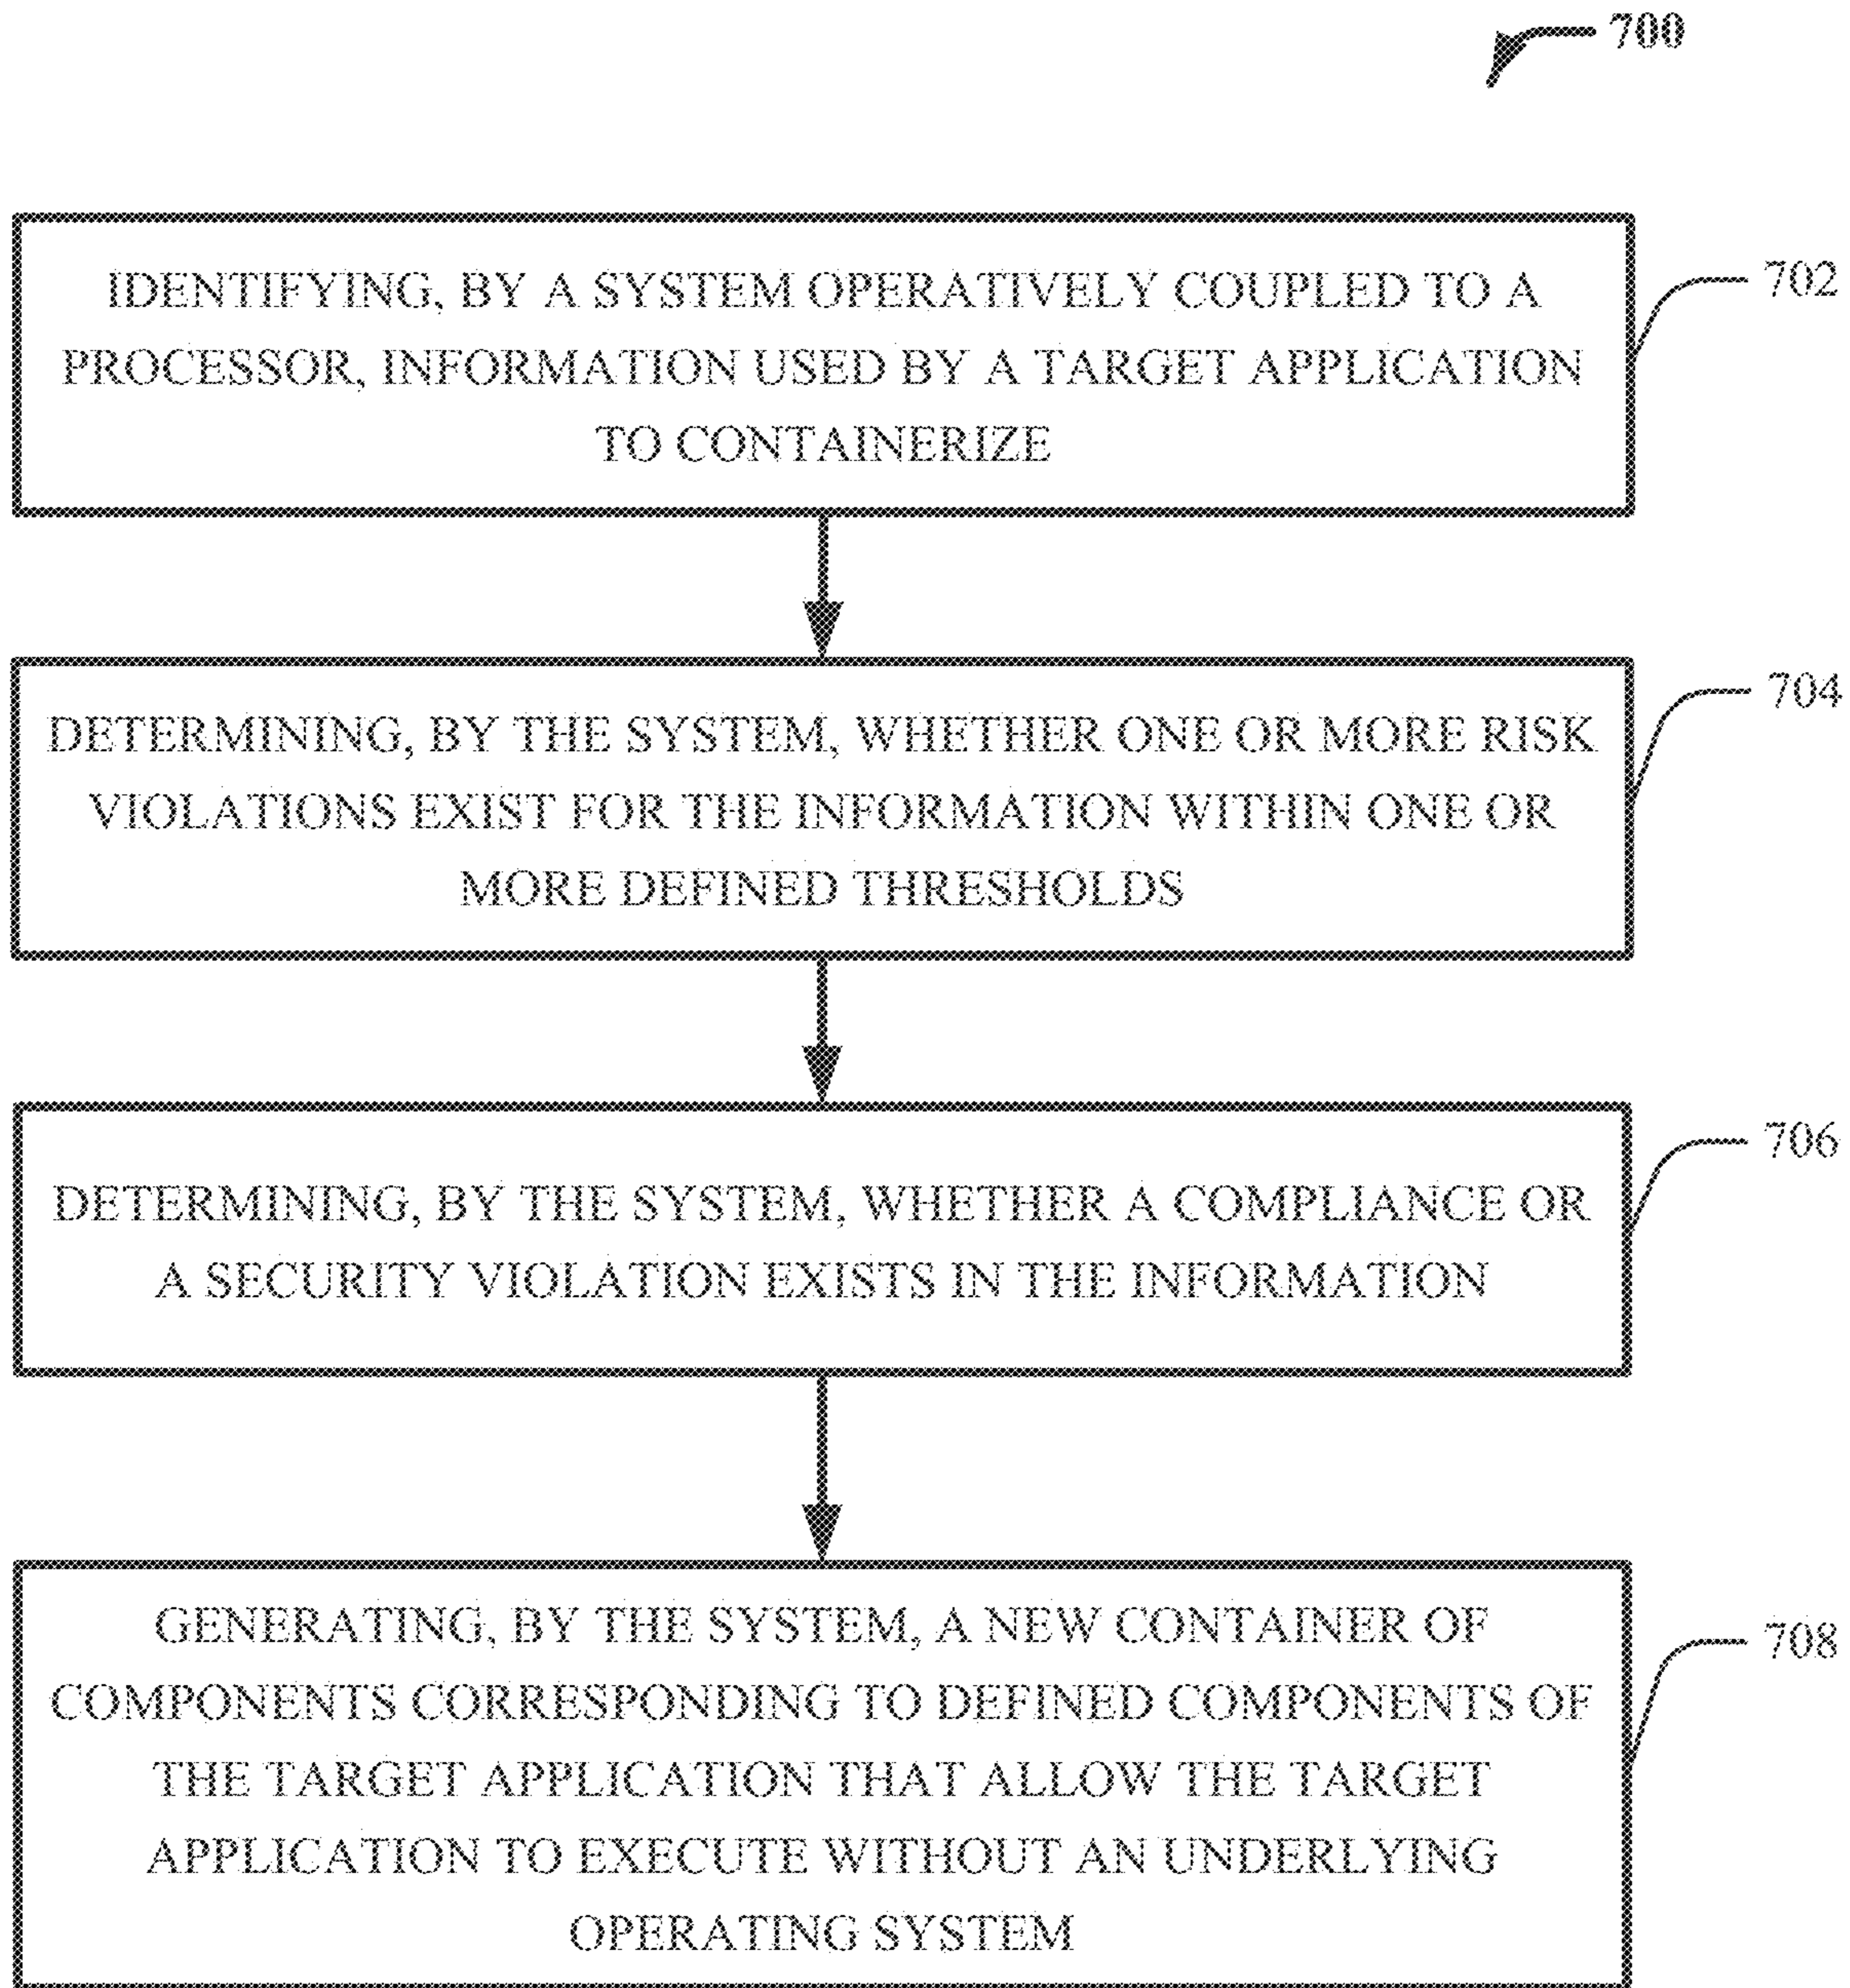 700
IDENTIFYING, BY A SYSTEM OPERATIVELY COUPLED TO A
PROCESSOR, INFORMATION USED BY A TARGET APPLICATION
TO CONTAINERIZE
702
DETERMINING, BY THE SYSTEM, WHETHER ONE OR MORE RISK
VIOLATIONS EXIST FOR THE INFORMATION WITHIN ONE OR
MORE DEFINED THRESHOLDS
704
DETERMINING, BY THE SYSTEM, WHETHER A COMPLIANCE OR
A SECURITY VIOLATION EXISTS IN THE INFORMATION
706
GENERATING, BY THE SYSTEM, A NEW CONTAINER OF
COMPONENTS CORRESPONDING TO DEFINED COMPONENTS OF
THE TARGET APPLICATION THAT ALLOW THE TARGET
APPLICATION TO EXECUTE WITHOUT AN UNDERLYING
OPERATING SYSTEM
708